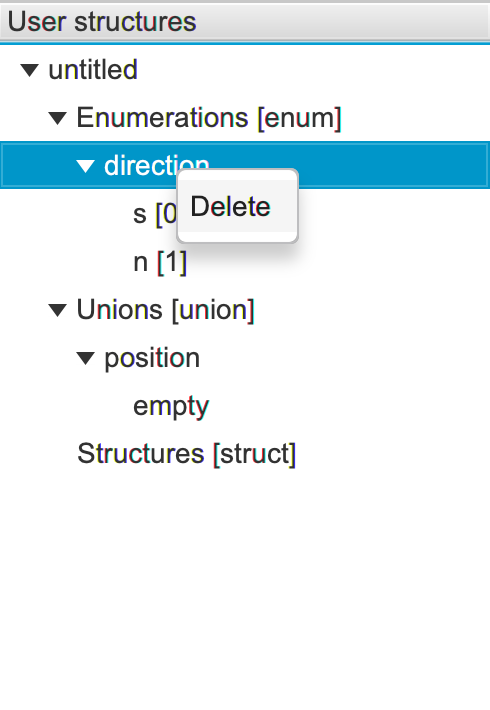 User structures
untitled
Enumerations [enum]
direction
Delete
s [0
n [1]
Unions [union]
position
empty
Structures [struct]